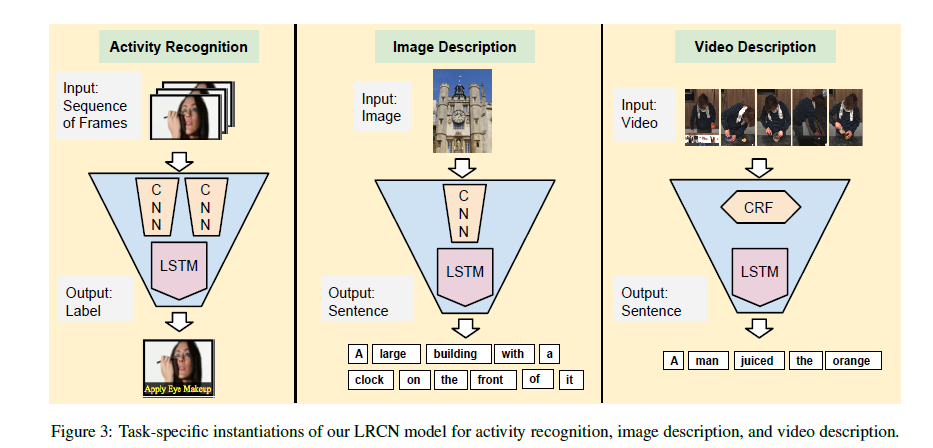 Activity Recognition
Input:
Sequence
of Frames
C
N
N
C
N
N
LSTM
Output:
Label
Apply Eye Makeup
Image Description
Input:
Image
C
N
N
LSTM
Output:
Sentence
A large building with a
clock on the front of it
Video Description
Input:
Video
CRF
LSTM
Output:
Sentence
A man juiced the orange
Figure 3: Task-specific instantiations of our LRCN model for activity recognition, image description, and video description.